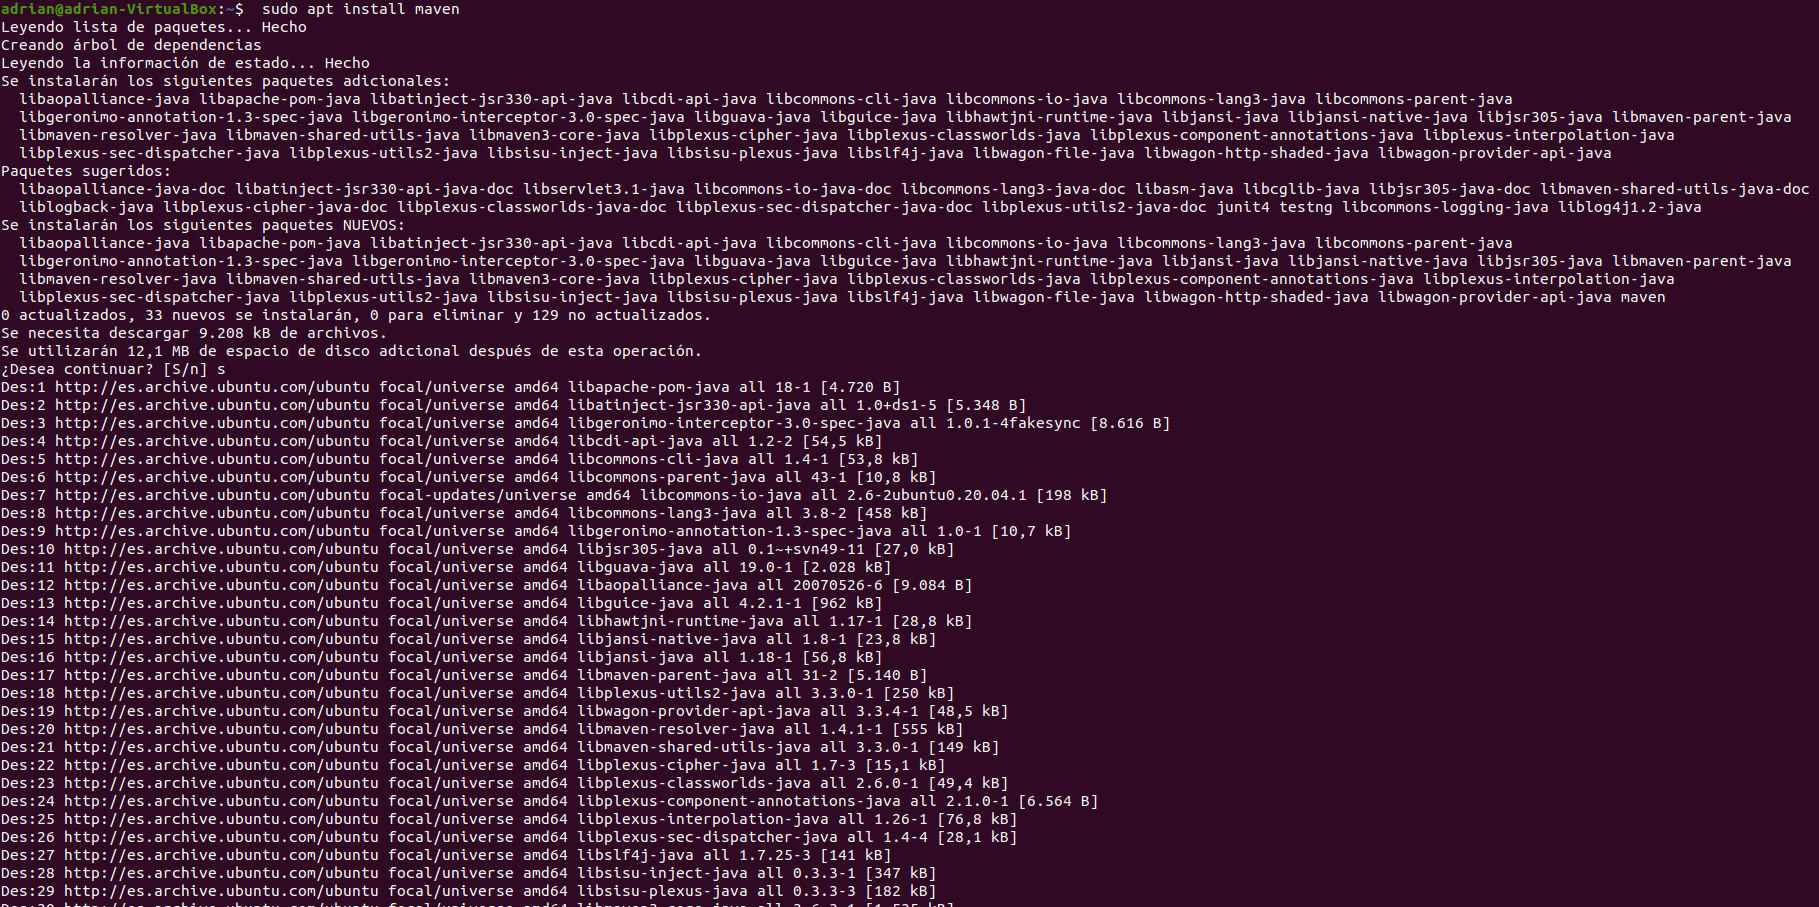 adrian@adrian-VirtualBox:~$  sudo apt install maven
Leyendo lista de paquetes... Hecho
Creando árbol de dependencias
Leyendo la información de estado... Hecho
Se instalarán los siguientes paquetes adicionales:
  libaopalliance-java libapache-pom-java libatinject-jsr330-api-java libcdi-api-java libcommons-cli-java libcommons-io-java libcommons-lang3-java libcommons-parent-java
  libgeronimo-annotation-1.3-spec-java libgeronimo-interceptor-3.0-spec-java libguava-java libguice-java libhawtjni-runtime-java libjansi-java libjansi-native-java libjsr305-java libmaven-parent-java
  libmaven-resolver-java libmaven-shared-utils-java libmaven3-core-java libplexus-cipher-java libplexus-classworlds-java libplexus-component-annotations-java libplexus-interpolation-java
  libplexus-sec-dispatcher-java libplexus-utils2-java libsisu-inject-java libsisu-plexus-java libslf4j-java libwagon-file-java libwagon-http-shaded-java libwagon-provider-api-java
Paquetes sugeridos:
  libaopalliance-java-doc libatinject-jsr330-api-java-doc libservlet3.1-java libcommons-io-java-doc libcommons-lang3-java-doc libasm-java libcglib-java libjsr305-java-doc libmaven-shared-utils-java-doc
  liblogback-java libplexus-cipher-java-doc libplexus-classworlds-java-doc libplexus-sec-dispatcher-java-doc libplexus-utils2-java-doc junit4 testng libcommons-logging-java liblog4j1.2-java
Se instalarán los siguientes paquetes NUEVOS:
  libaopalliance-java libapache-pom-java libatinject-jsr330-api-java libcdi-api-java libcommons-cli-java libcommons-io-java libcommons-lang3-java libcommons-parent-java
  libgeronimo-annotation-1.3-spec-java libgeronimo-interceptor-3.0-spec-java libguava-java libguice-java libhawtjni-runtime-java libjansi-java libjansi-native-java libjsr305-java libmaven-parent-java
  libmaven-resolver-java libmaven-shared-utils-java libmaven3-core-java libplexus-cipher-java libplexus-classworlds-java libplexus-component-annotations-java libplexus-interpolation-java
  libplexus-sec-dispatcher-java libplexus-utils2-java libsisu-inject-java libsisu-plexus-java libslf4j-java libwagon-file-java libwagon-http-shaded-java libwagon-provider-api-java maven
0 actualizados, 33 nuevos se instalarán, 0 para eliminar y 129 no actualizados.
Se necesita descargar 9.208 kB de archivos.
Se utilizarán 12,1 MB de espacio de disco adicional después de esta operación.
¿Desea continuar? [S/n] s
Des:1 http://es.archive.ubuntu.com/ubuntu focal/universe amd64 libapache-pom-java all 18-1 [4.720 B]
Des:2 http://es.archive.ubuntu.com/ubuntu focal/universe amd64 libatinject-jsr330-api-java all 1.0+ds1-5 [5.348 B]
Des:3 http://es.archive.ubuntu.com/ubuntu focal/universe amd64 libgeronimo-interceptor-3.0-spec-java all 1.0.1-4fakesync [8.616 B]
Des:4 http://es.archive.ubuntu.com/ubuntu focal/universe amd64 libcdi-api-java all 1.2-2 [54,5 kB]
Des:5 http://es.archive.ubuntu.com/ubuntu focal/universe amd64 libcommons-cli-java all 1.4-1 [53,8 kB]
Des:6 http://es.archive.ubuntu.com/ubuntu focal/universe amd64 libcommons-parent-java all 43-1 [10,8 kB]
Des:7 http://es.archive.ubuntu.com/ubuntu focal-updates/universe amd64 libcommons-io-java all 2.6-2ubuntu0.20.04.1 [198 kB]
Des:8 http://es.archive.ubuntu.com/ubuntu focal/universe amd64 libcommons-lang3-java all 3.8-2 [458 kB]
Des:9 http://es.archive.ubuntu.com/ubuntu focal/universe amd64 libgeronimo-annotation-1.3-spec-java all 1.0-1 [10,7 kB]
Des:10 http://es.archive.ubuntu.com/ubuntu focal/universe amd64 libjsr305-java all 0.1~+svn49-11 [27,0 kB]
Des:11 http://es.archive.ubuntu.com/ubuntu focal/universe amd64 libguava-java all 19.0-1 [2.028 kB]
Des:12 http://es.archive.ubuntu.com/ubuntu focal/universe amd64 libaopalliance-java all 20070526-6 [9.084 B]
Des:13 http://es.archive.ubuntu.com/ubuntu focal/universe amd64 libguice-java all 4.2.1-1 [962 kB]
Des:14 http://es.archive.ubuntu.com/ubuntu focal/universe amd64 libhawtjni-runtime-java all 1.17-1 [28,8 kB]
Des:15 http://es.archive.ubuntu.com/ubuntu focal/universe amd64 libjansi-native-java all 1.8-1 [23,8 kB]
Des:16 http://es.archive.ubuntu.com/ubuntu focal/universe amd64 libjansi-java all 1.18-1 [56,8 kB]
Des:17 http://es.archive.ubuntu.com/ubuntu focal/universe amd64 libmaven-parent-java all 31-2 [5.140 B]
Des:18 http://es.archive.ubuntu.com/ubuntu focal/universe amd64 libplexus-utils2-java all 3.3.0-1 [250 kB]
Des:19 http://es.archive.ubuntu.com/ubuntu focal/universe amd64 libwagon-provider-api-java all 3.3.4-1 [48,5 kB]
Des:20 http://es.archive.ubuntu.com/ubuntu focal/universe amd64 libmaven-resolver-java all 1.4.1-1 [555 kB]
Des:21 http://es.archive.ubuntu.com/ubuntu focal/universe amd64 libmaven-shared-utils-java all 3.3.0-1 [149 kB]
Des:22 http://es.archive.ubuntu.com/ubuntu focal/universe amd64 libplexus-cipher-java all 1.7-3 [15,1 kB]
Des:23 http://es.archive.ubuntu.com/ubuntu focal/universe amd64 libplexus-classworlds-java all 2.6.0-1 [49,4 kB]
Des:24 http://es.archive.ubuntu.com/ubuntu focal/universe amd64 libplexus-component-annotations-java all 2.1.0-1 [6.564 B]
Des:25 http://es.archive.ubuntu.com/ubuntu focal/universe amd64 libplexus-interpolation-java all 1.26-1 [76,8 kB]
Des:26 http://es.archive.ubuntu.com/ubuntu focal/universe amd64 libplexus-sec-dispatcher-java all 1.4-4 [28,1 kB]
Des:27 http://es.archive.ubuntu.com/ubuntu focal/universe amd64 libslf4j-java all 1.7.25-3 [141 kB]
Des:28 http://es.archive.ubuntu.com/ubuntu focal/universe amd64 libsisu-inject-java all 0.3.3-1 [347 kB]
Des:29 http://es.archive.ubuntu.com/ubuntu focal/universe amd64 libsisu-plexus-java all 0.3.3-3 [182 kB]